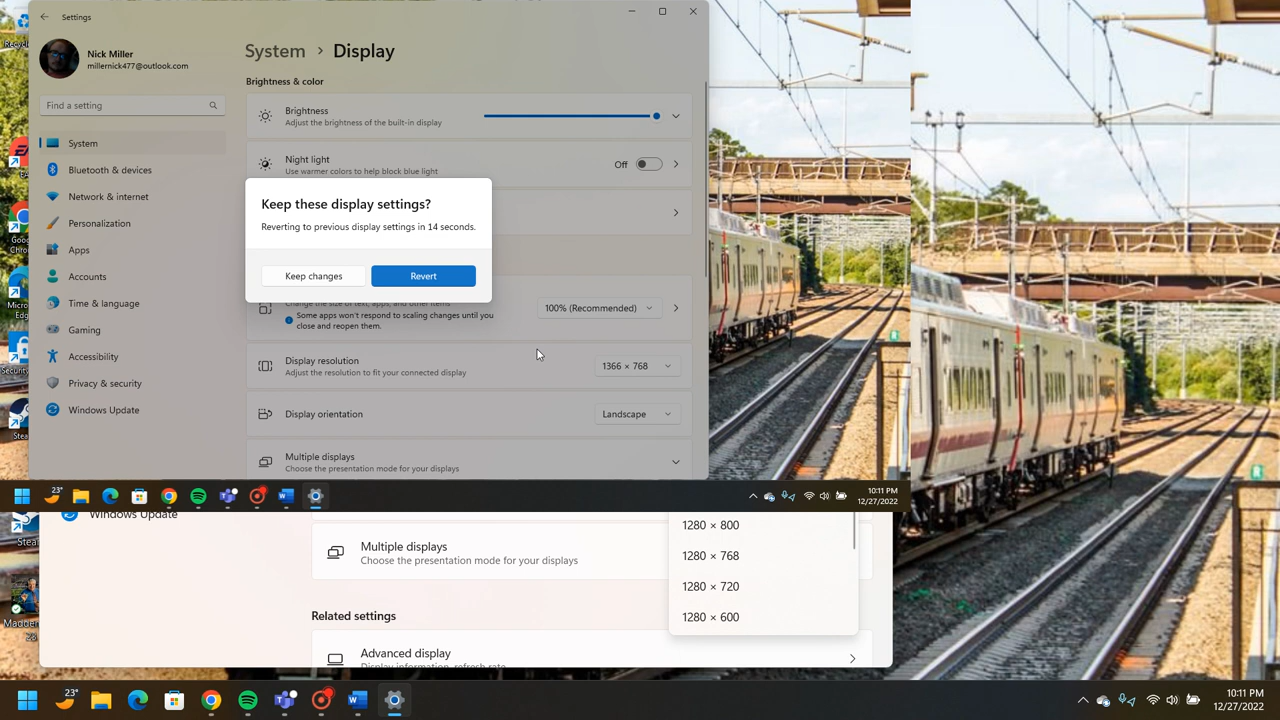 Settings
Nick Miller
millernick477@outlook.com
Find a setting
System
Bluetooth & devices
Network & internet
Personalization
Apps
Accounts
Time & language
Gaming
Accessibility
Privacy & security
Windows Update
System > Display
Brightness & color
Brightness
Adjust the brightness of the built-in display
Night light
Use warmer colors to help block blue light
Off
Keep these display settings?
Reverting to previous display settings in 14 seconds.
Keep changes
Revert
Change the size of text, apps, and other items
Some apps won't respond to scaling changes until you
close and reopen them.
100% (Recommended)
Display resolution
Adjust the resolution to fit your connected display
1366 × 768
Display orientation
Landscape
Multiple displays
Choose the presentation mode for your displays
23°
10:11 PM
12/27/2022
Windows Update
Multiple displays
Choose the presentation mode for your displays
1280 × 800
1280 × 768
1280 × 720
1280 × 600
Related settings
Advanced display
Display information, refresh rate
23°
10:11 PM
12/27/2022